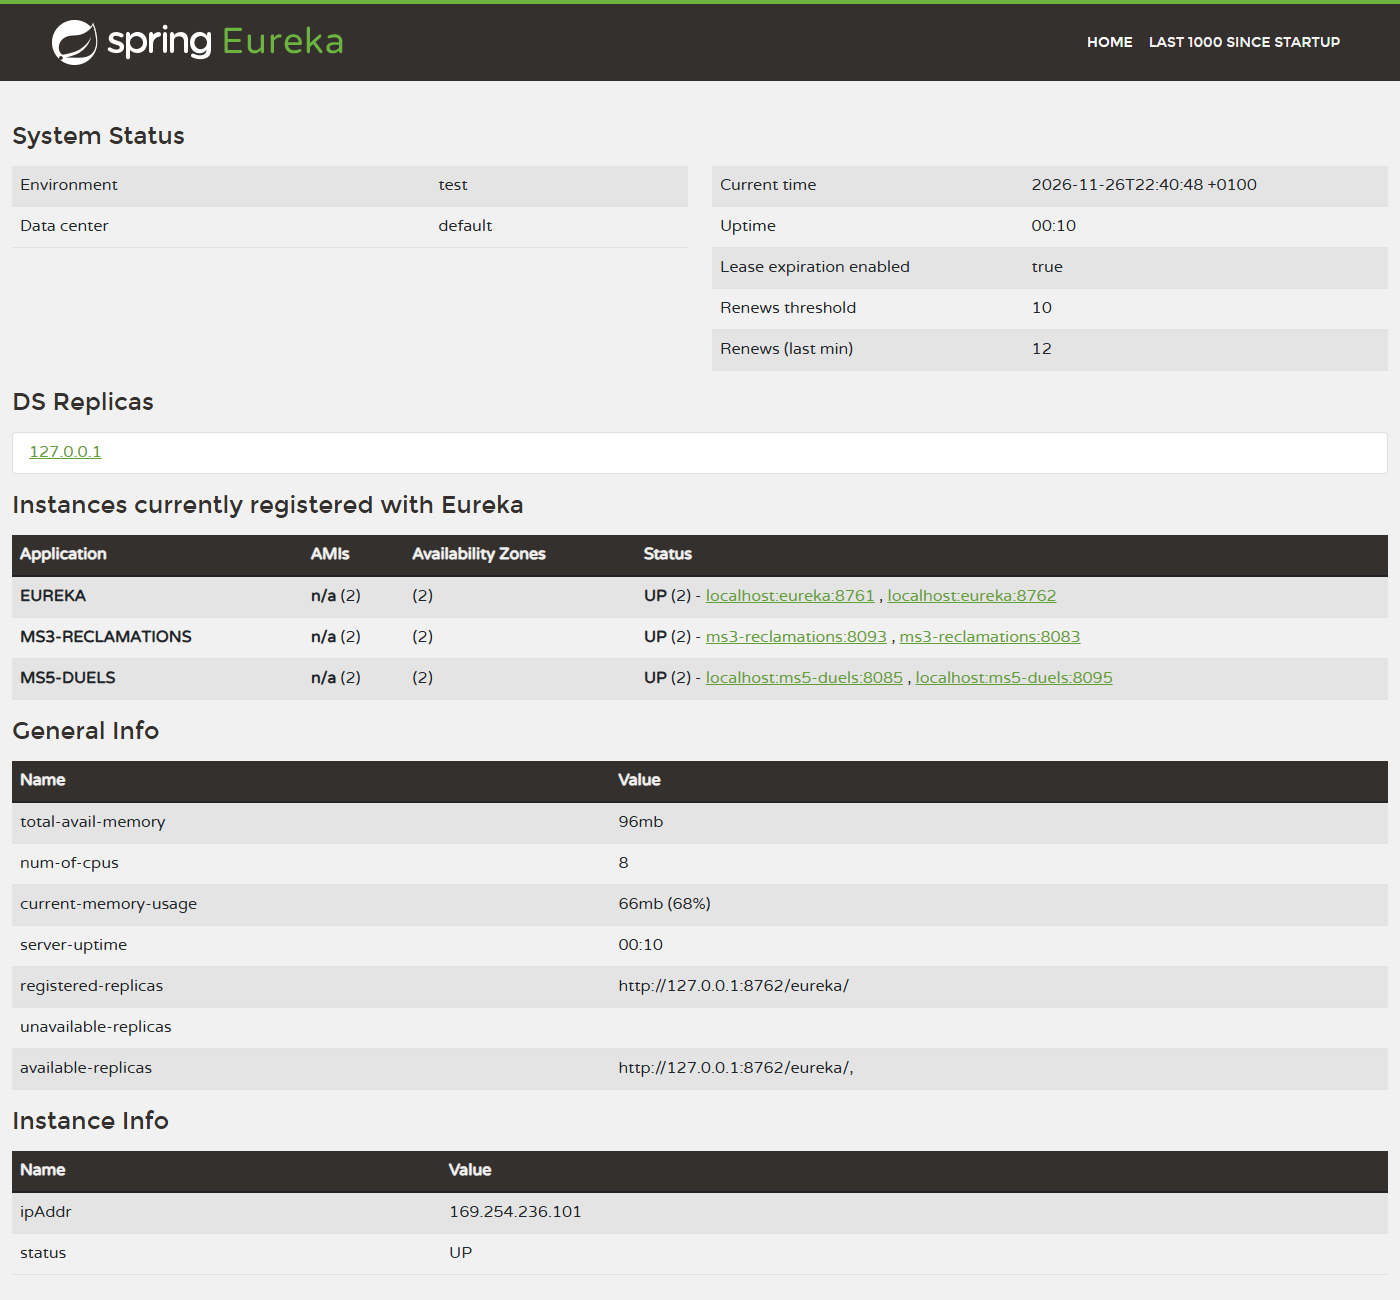 spring Eureka
HOME LAST 1000 SINCE STARTUP
System Status
Environment test
Data center default
Current time 2026-11-26T22:40:48 +0100
Uptime 00:10
Lease expiration enabled true
Renews threshold 10
Renews (last min) 12
DS Replicas
127.0.0.1
Instances currently registered with Eureka
Application AMIs Availability Zones Status
EUREKA n/a (2) (2) UP (2) - localhost:eureka:8761 , localhost:eureka:8762
MS3-RECLAMATIONS n/a (2) (2) UP (2) - ms3-reclamations:8093 , ms3-reclamations:8083
MS5-DUELS n/a (2) (2) UP (2) - localhost:ms5-duels:8085 , localhost:ms5-duels:8095
General Info
Name Value
total-avail-memory 96mb
num-of-cpus 8
current-memory-usage 66mb (68%)
server-uptime 00:10
registered-replicas http://127.0.0.1:8762/eureka/
unavailable-replicas
available-replicas http://127.0.0.1:8762/eureka/,
Instance Info
Name Value
ipAddr 169.254.236.101
status UP